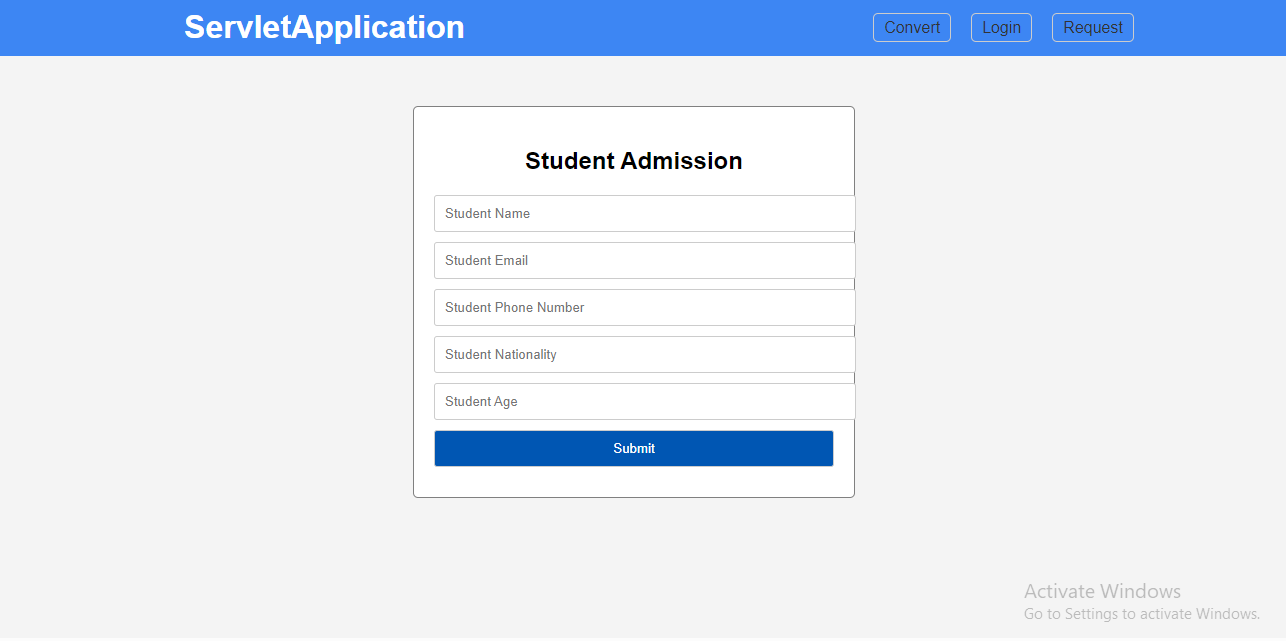 ServletApplication
Convert Login Request
Student Admission
Student Name
Student Email
Student Phone Number
Student Nationality
Student Age
Submit
Activate Windows
Go to Settings to activate Windows.